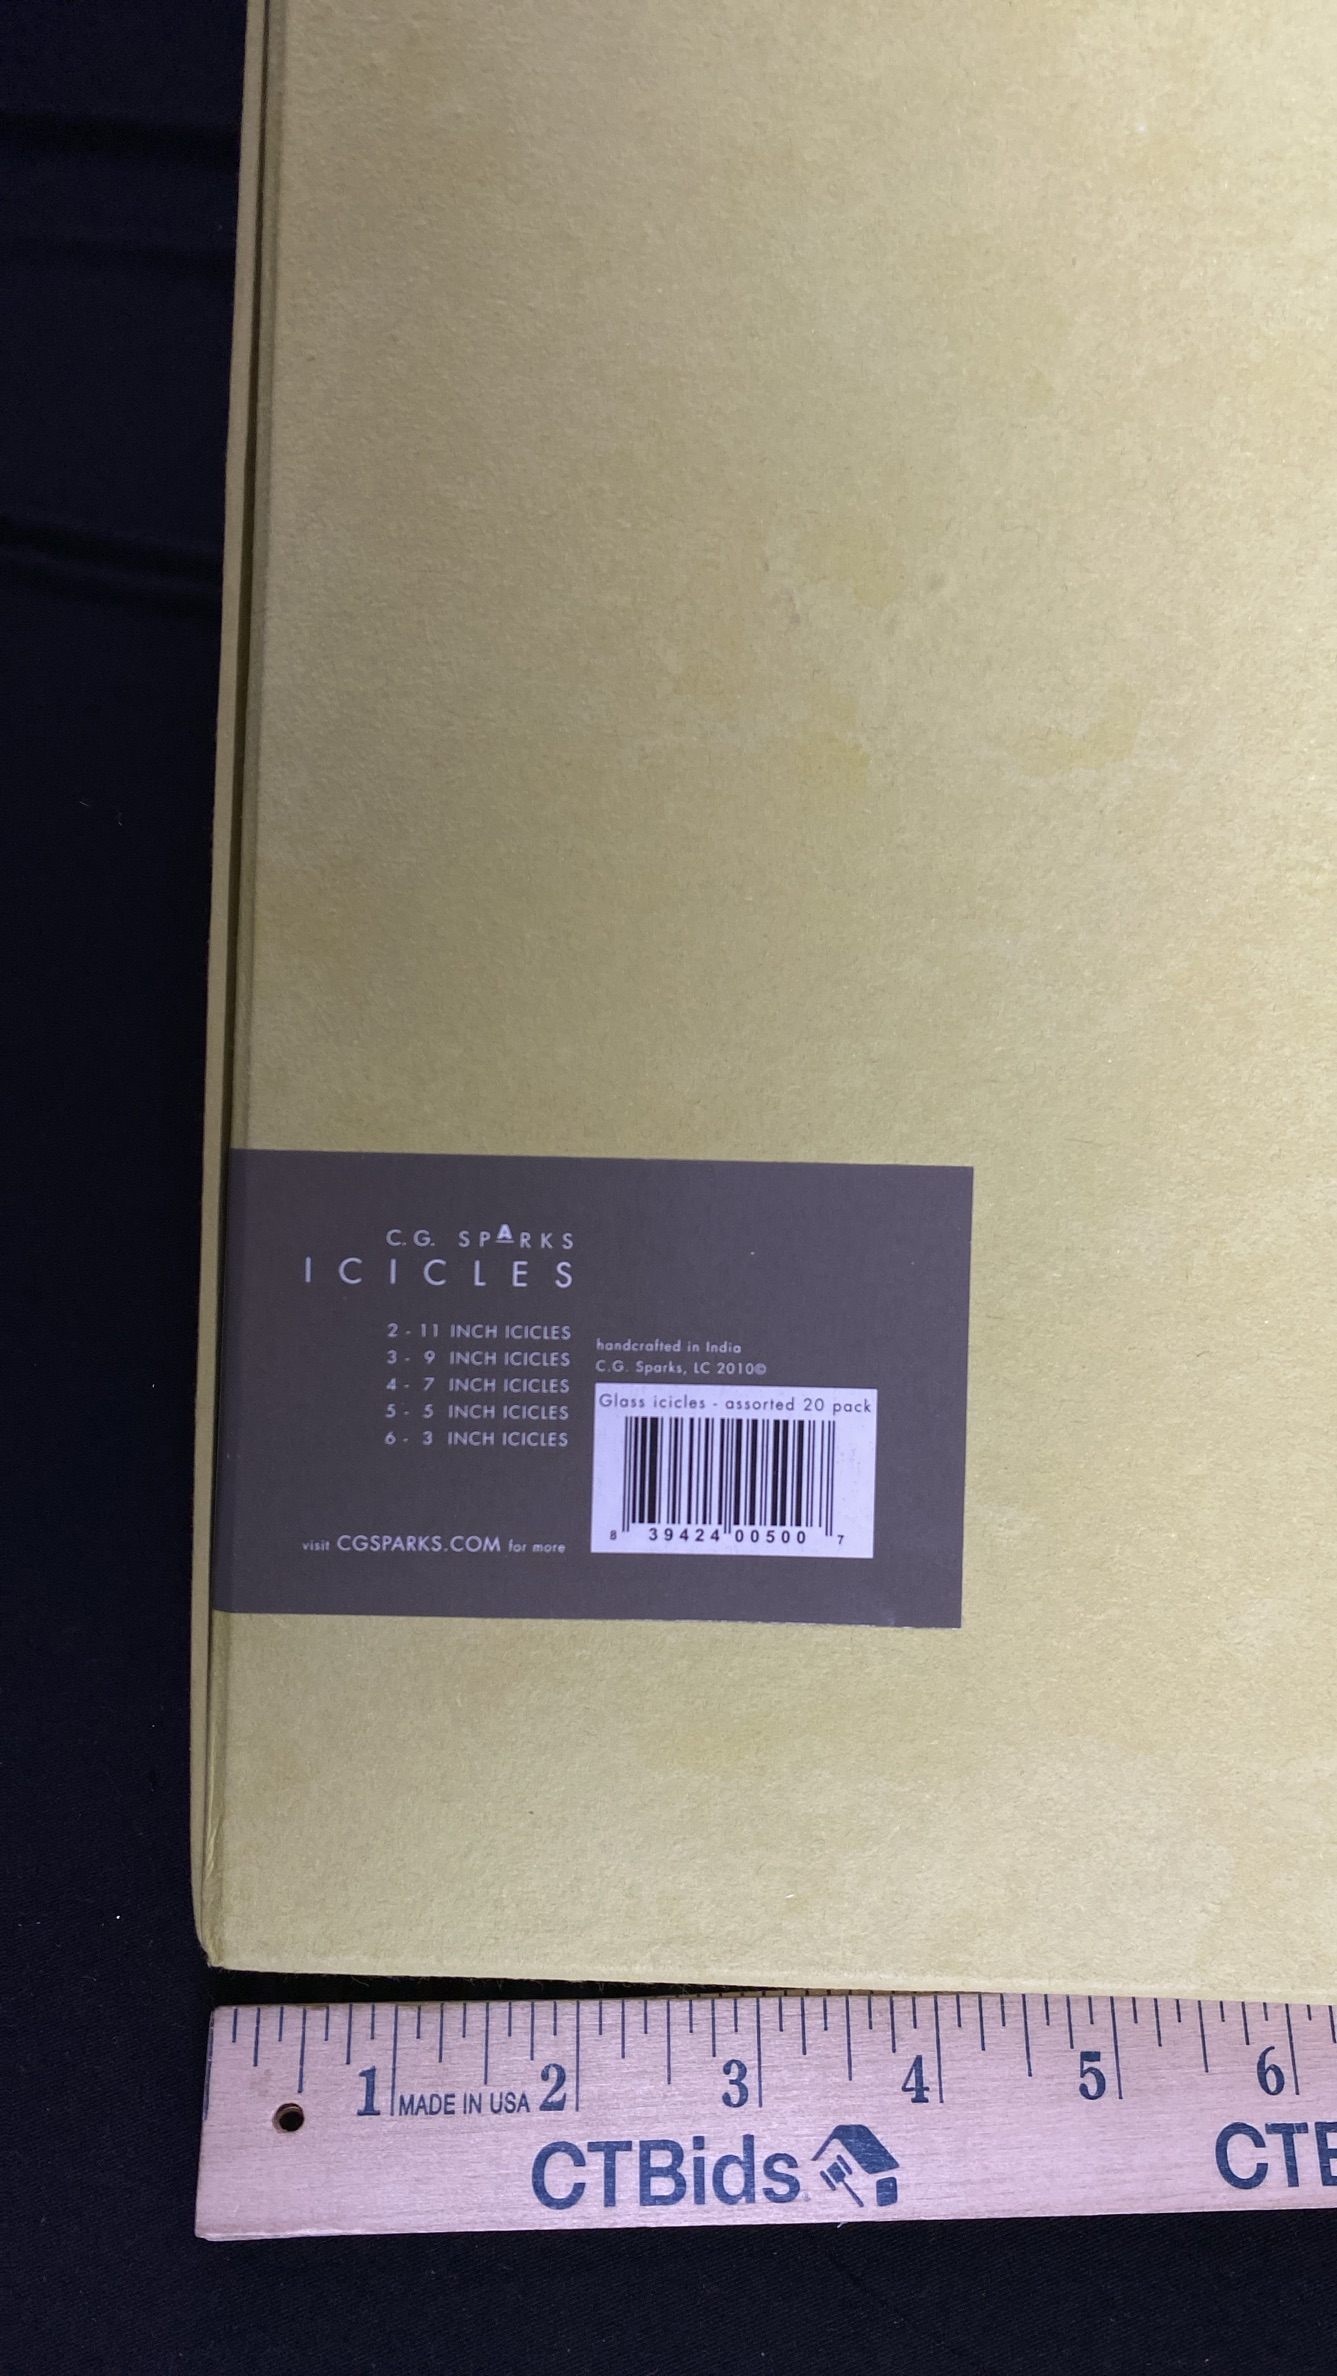 C.G. SPARKS
ICICLES
2 - 11 INCH ICICLES
3 - 9 INCH ICICLES
4 - 7 INCH ICICLES
5 - 5 INCH ICICLES
6 - 3 INCH ICICLES
visit CGSPARKS.COM for more
handcrafted in India
C.G. Sparks, LC 2010©
Glass icicles - assorted 20 pack
8 39424 00500 7
1 MADE IN USA 2 3 4 5 6
CTBids CTB